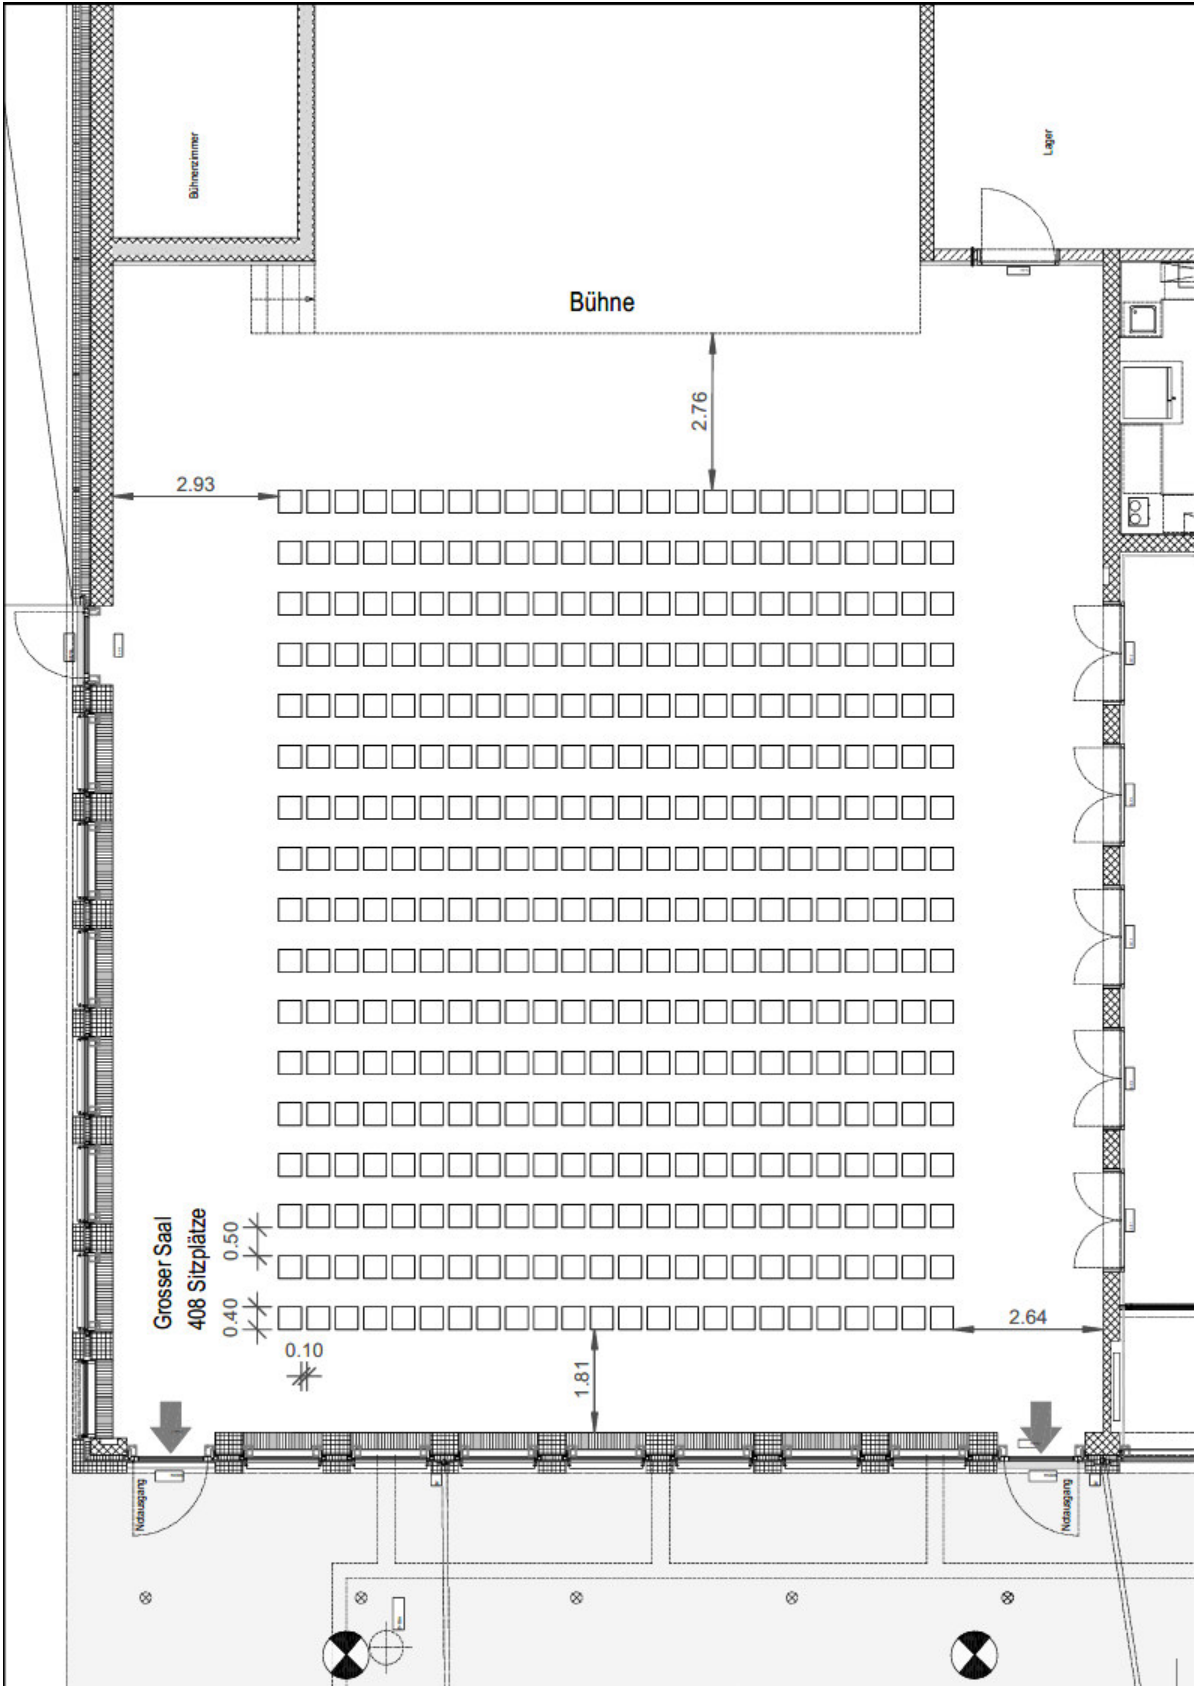 Bühnenzimmer
Lager
Bühne
2.76
2.93
Grosser Saal
408 Sitzplätze
0.50
0.40
0.10
1.81
2.64
Notausgang
Notausgang